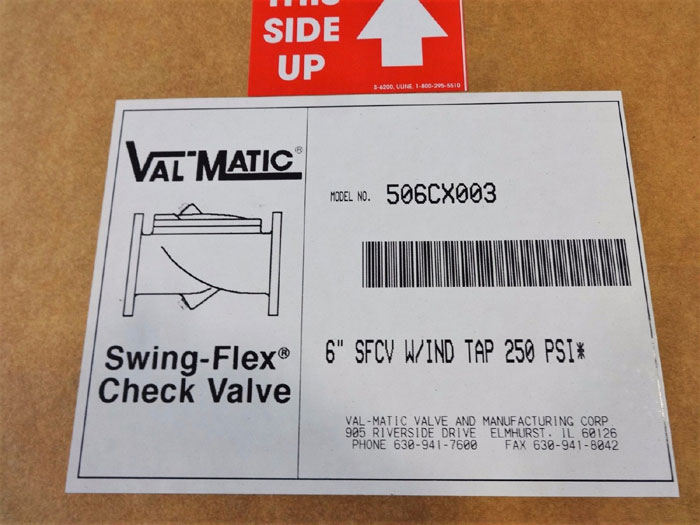 THIS
SIDE
UP
S-6200, ULINE, 1-800-295-5510
VAL-MATIC®
MODEL NO. 506CX003
6" SFCV W/IND TAP 250 PSI*
Swing-Flex®
Check Valve
VAL-MATIC VALVE AND MANUFACTURING CORP
905 RIVERSIDE DRIVE ELMHURST, IL 60126
PHONE 630-941-7600 FAX 630-941-8042